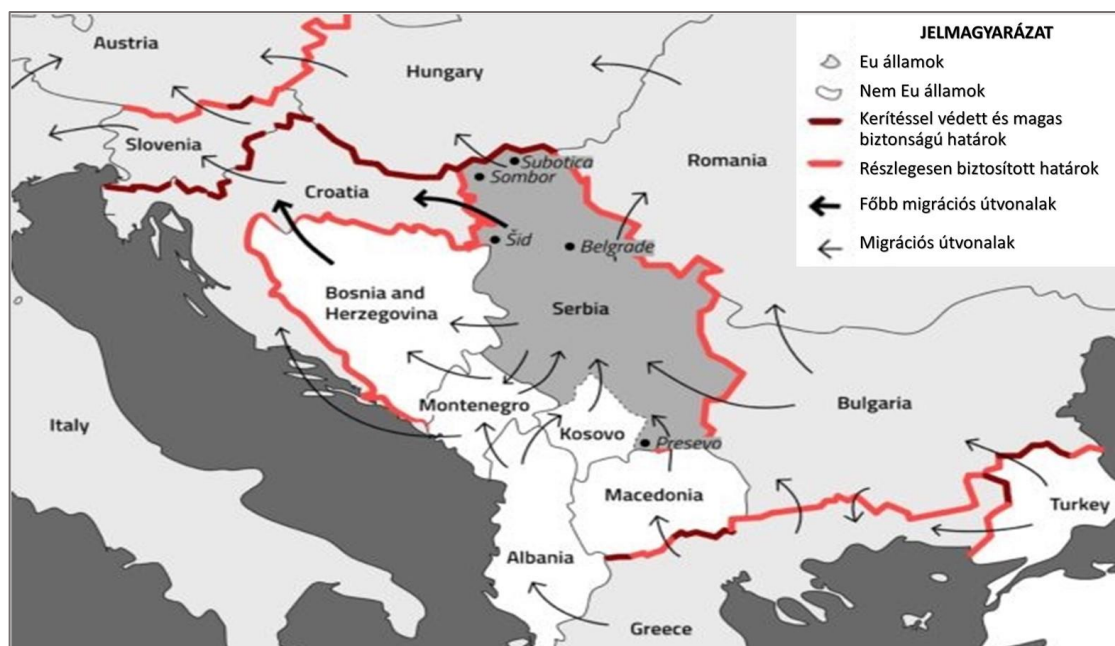 JELMAGYARÁZAT
Eu államok
Nem Eu államok
Kerítéssel védett és magas
biztonságú határok
Részlegesen biztosított határok
Főbb migrációs útvonalak
Migrációs útvonalak
Austria
Hungary
Slovenia
Romania
Subotica
Sombor
Croatia
Šid
Belgrade
Bosnia and
Herzegovina
Serbia
Italy
Montenegro
Kosovo
Bulgaria
Presevo
Macedonia
Turkey
Albania
Greece